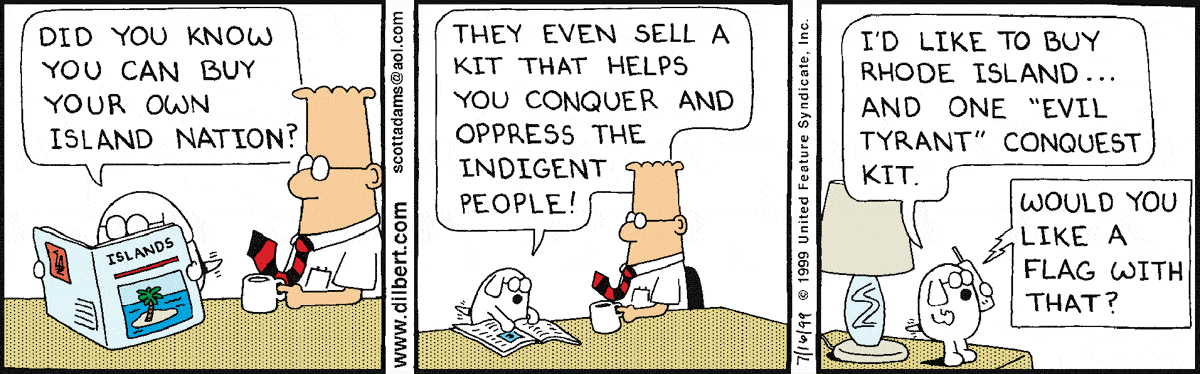 DID YOU KNOW
YOU CAN BUY
YOUR OWN
ISLAND NATION?
ISLANDS
scottadams@aol.com
www.dilbert.com
THEY EVEN SELL A
KIT THAT HELPS
YOU CONQUER AND
OPPRESS THE
INDIGENT
PEOPLE!
7/16/99 © 1999 United Feature Syndicate, Inc.
I'D LIKE TO BUY
RHODE ISLAND...
AND ONE "EVIL
TYRANT" CONQUEST
KIT.
WOULD YOU
LIKE A
FLAG WITH
THAT?